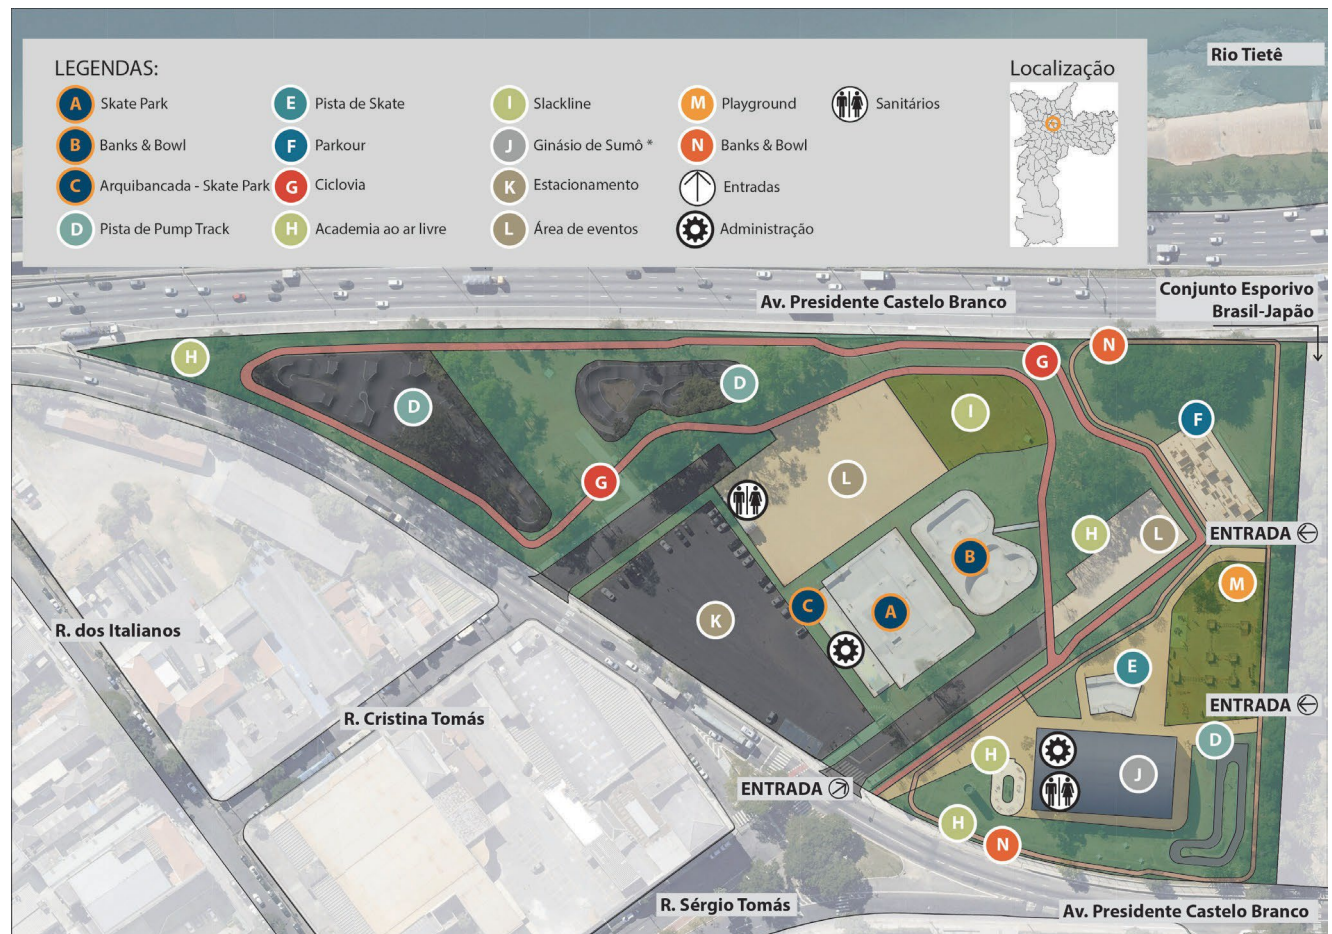 Rio Tietê
LEGENDAS:
Localização
A Skate Park
E Pista de Skate
I Slackline
M Playground
Sanitários
B Banks & Bowl
F Parkour
J Ginásio de Sumô *
N Banks & Bowl
C Arquibancada - Skate Park
G Ciclovia
K Estacionamento
Entradas
D Pista de Pump Track
H Academia ao ar livre
L Área de eventos
Administração
Conjunto Esporivo
Brasil-Japão
Av. Presidente Castelo Branco
H
G
N
D
D
I
F
G
L
H
L
ENTRADA
B
M
C
A
K
R. dos Italianos
E
R. Cristina Tomás
ENTRADA
D
H
J
ENTRADA
H
N
R. Sérgio Tomás
Av. Presidente Castelo Branco